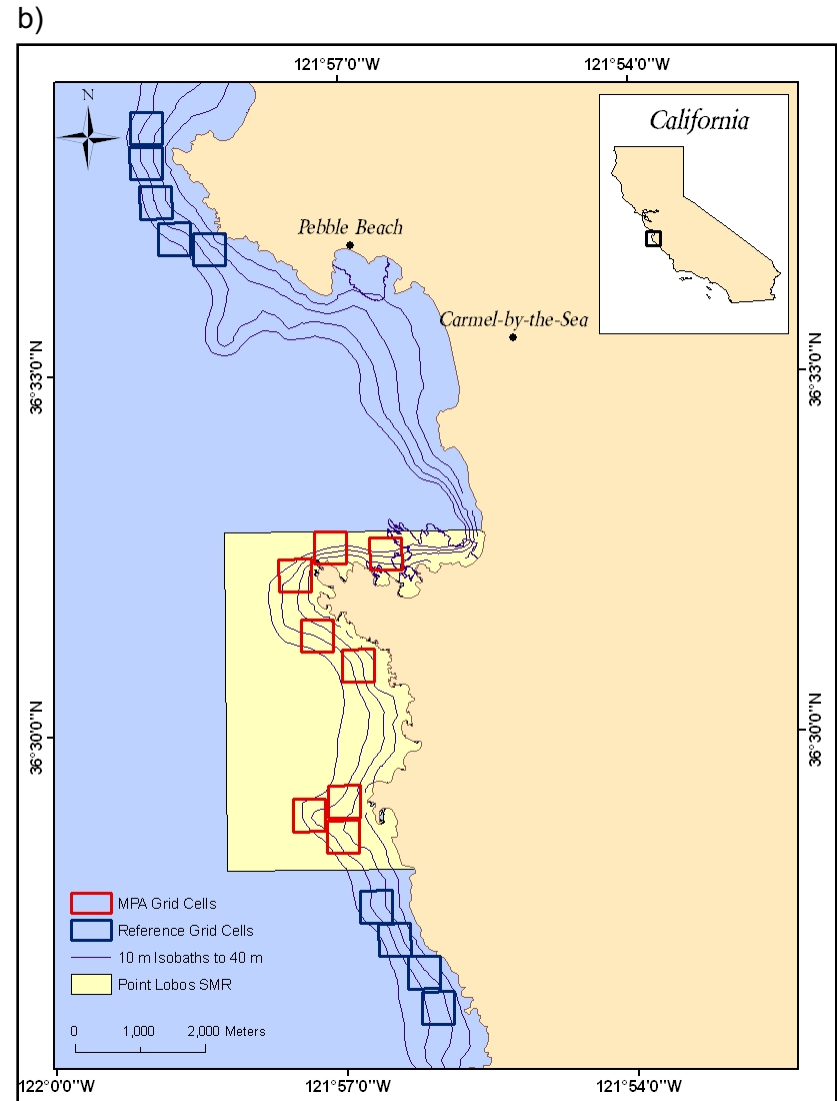 b)
121°57'0"W
121°54'0"W
N
California
Pebble Beach
Carmel-by-the-Sea
36°33'0"N
36°33'0"N
36°30'0"N
36°30'0"N
MPA Grid Cells
Reference Grid Cells
10 m Isobaths to 40 m
Point Lobos SMR
0 1,000 2,000 Meters
122°0'0"W
121°57'0"W
121°54'0"W